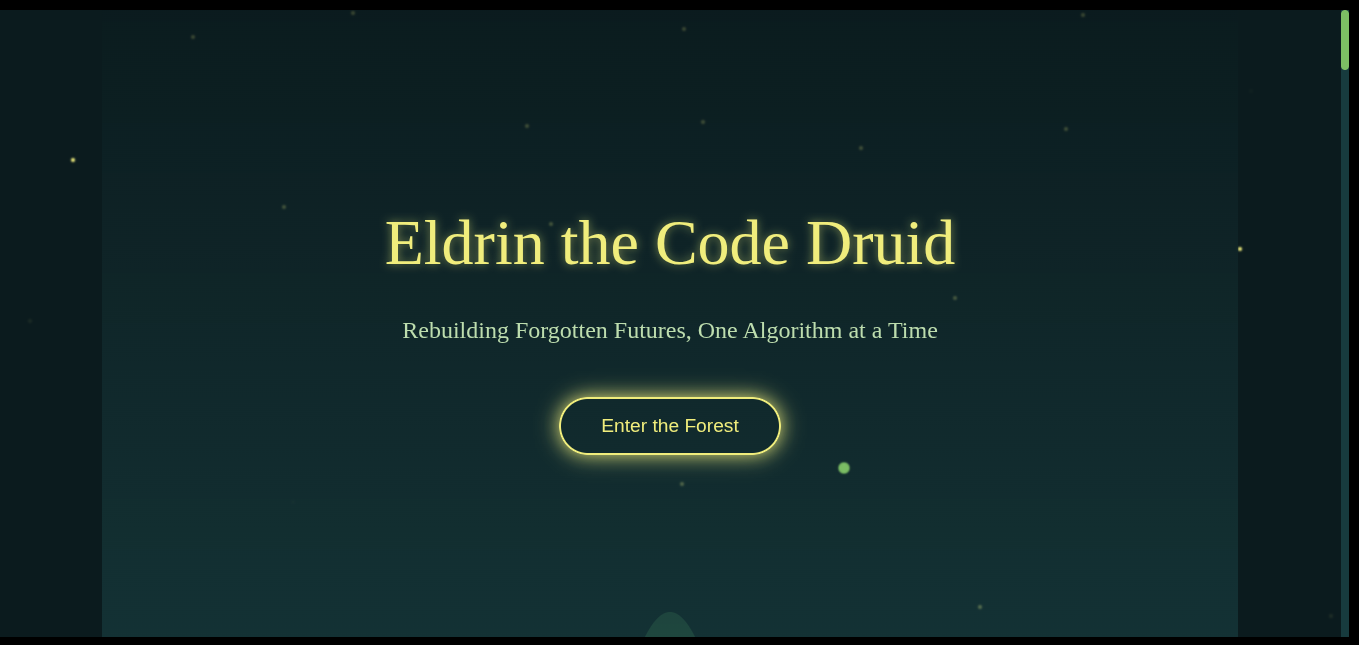 Eldrin the Code Druid
Rebuilding Forgotten Futures, One Algorithm at a Time
Enter the Forest